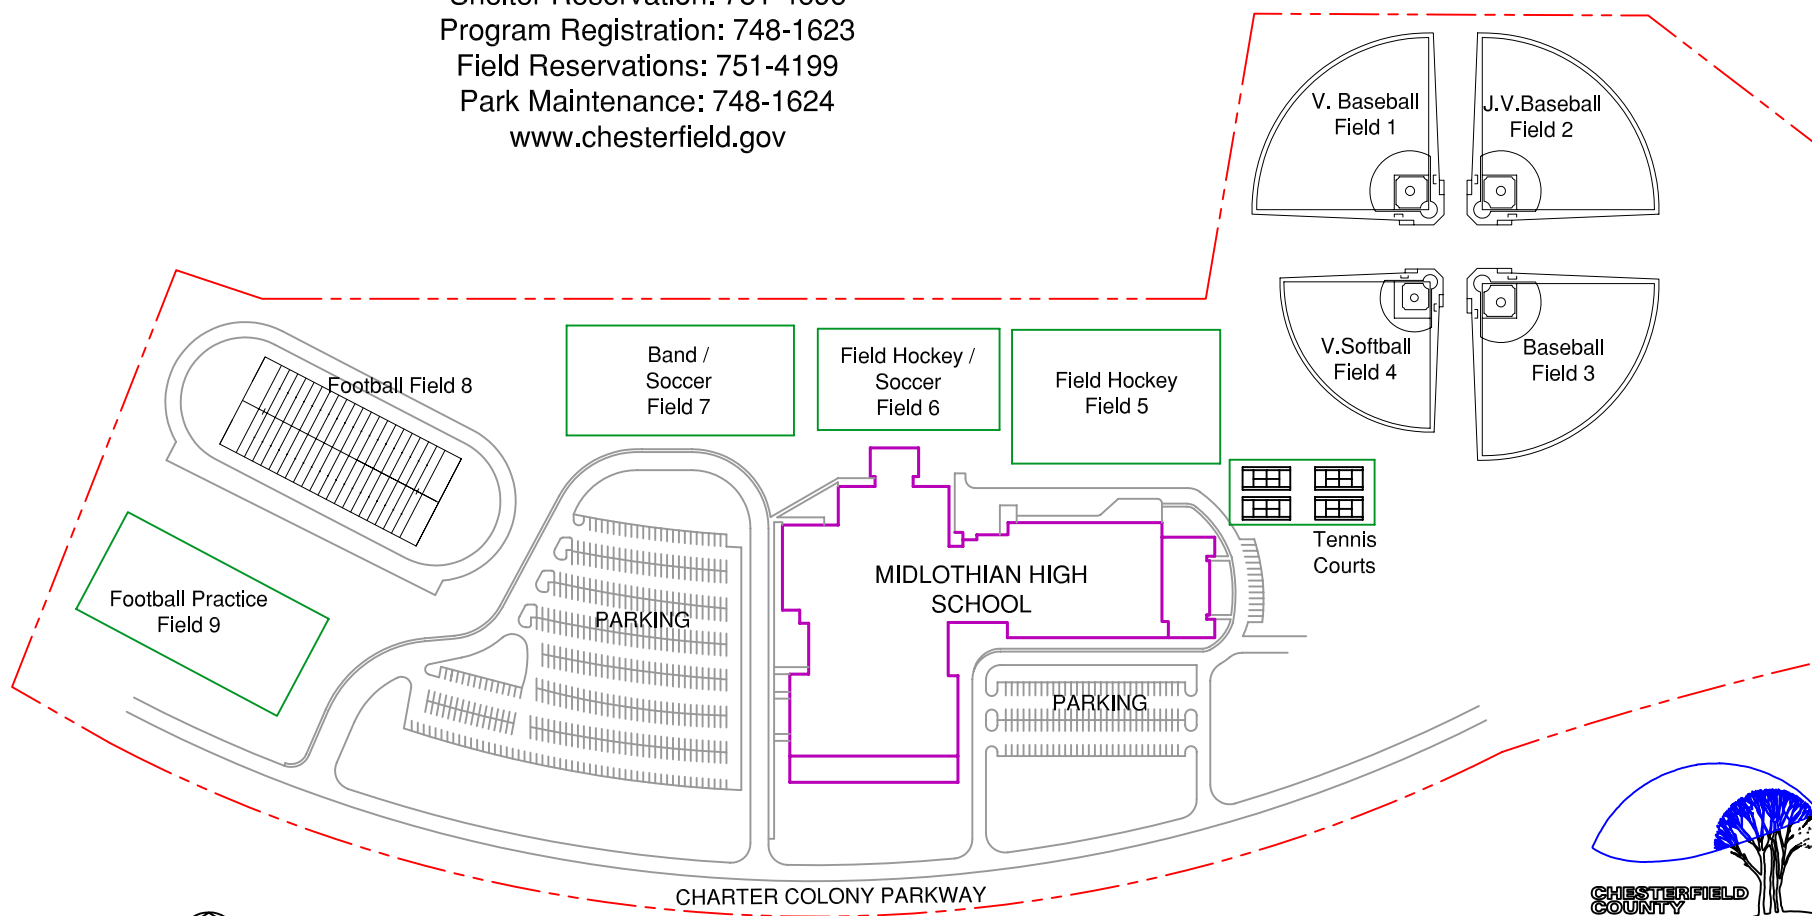 Program Registration: 748-1623
Field Reservations: 751-4199
Park Maintenance: 748-1624
www.chesterfield.gov
V. Baseball
Field 1
J.V.Baseball
Field 2
V.Softball
Field 4
Baseball
Field 3
Football Field 8
Band /
Soccer
Field 7
Field Hockey /
Soccer
Field 6
Field Hockey
Field 5
Tennis
Courts
Football Practice
Field 9
PARKING
MIDLOTHIAN HIGH
SCHOOL
PARKING
CHARTER COLONY PARKWAY
CHESTERFIELD
COUNTY